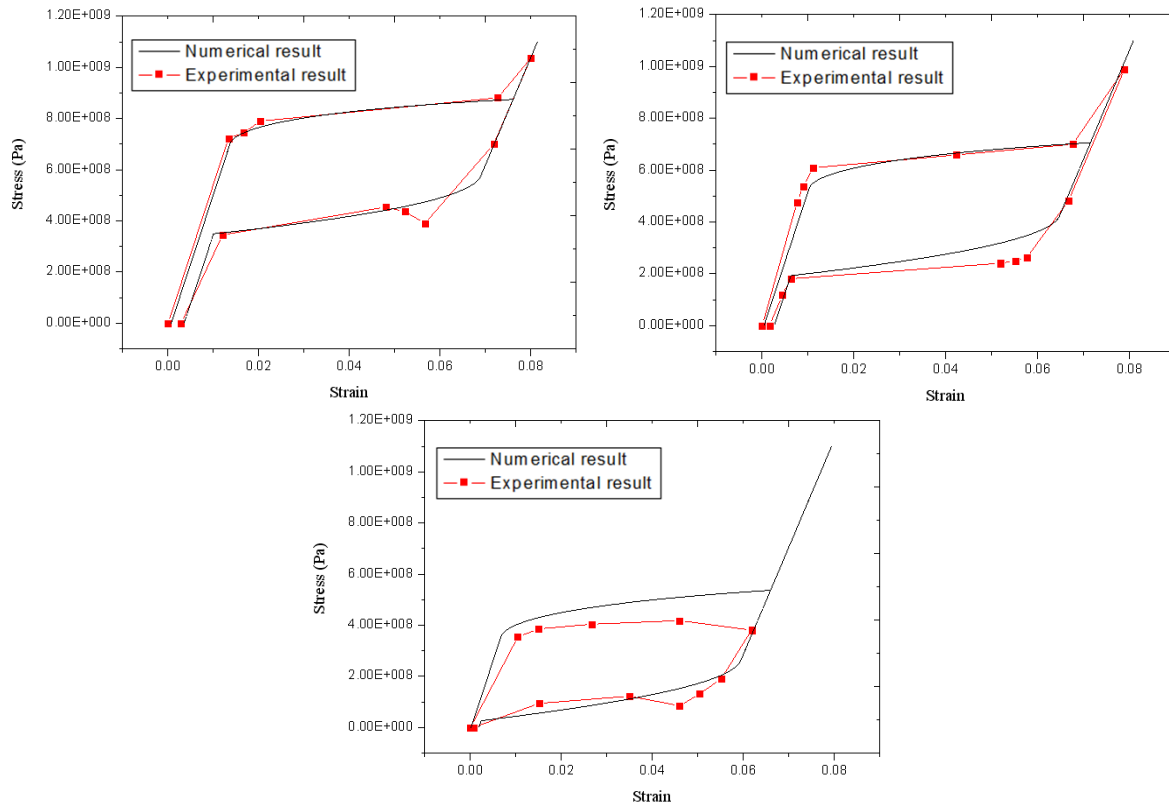 1.20E+009
1.00E+009
8.00E+008
6.00E+008
4.00E+008
2.00E+008
0.00E+000
Stress (Pa)
Numerical result
Experimental result
0.00 0.02 0.04 0.06 0.08
Strain
1.20E+009
1.00E+009
8.00E+008
6.00E+008
4.00E+008
2.00E+008
0.00E+000
Stress (Pa)
Numerical result
Experimental result
0.00 0.02 0.04 0.06 0.08
Strain
1.20E+009
1.00E+009
8.00E+008
6.00E+008
4.00E+008
2.00E+008
0.00E+000
Stress (Pa)
Numerical result
Experimental result
0.00 0.02 0.04 0.06 0.08
Strain